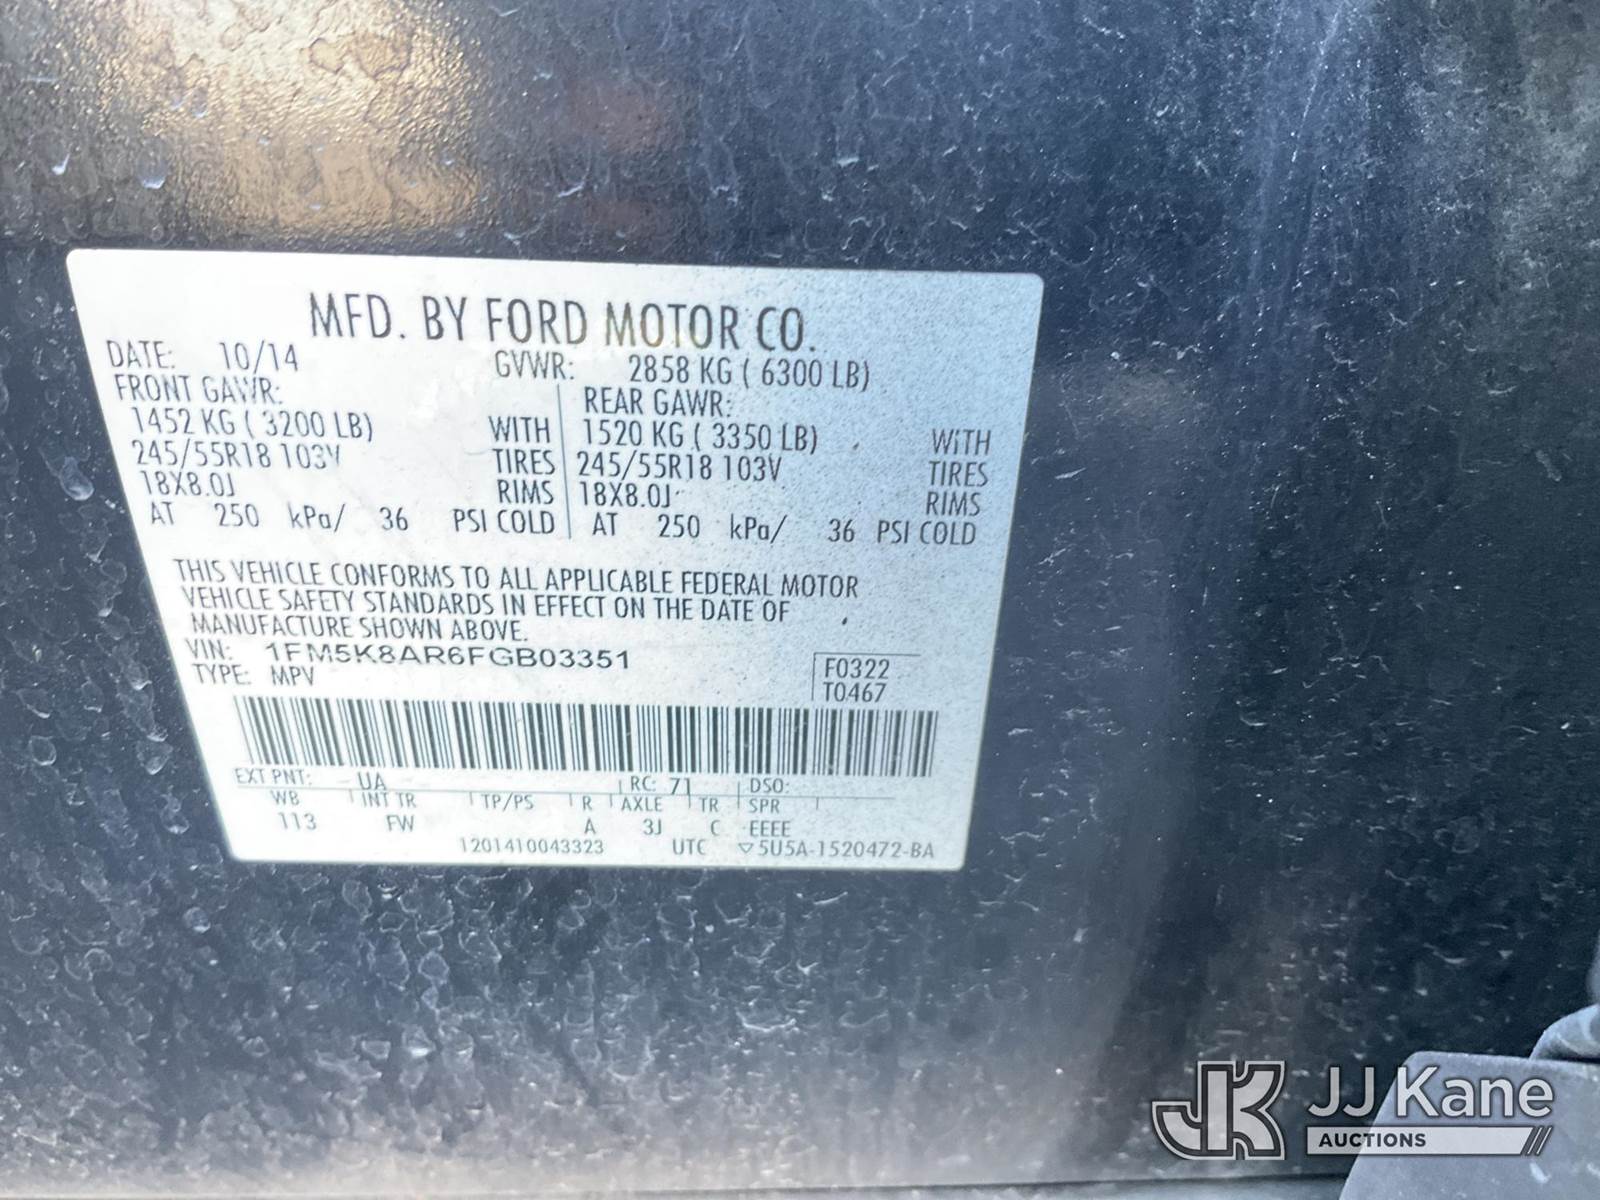 MFD. BY FORD MOTOR CO.
DATE: 10/14 GVWR: 2858 KG ( 6300 LB)
FRONT GAWR: REAR GAWR:
1452 KG ( 3200 LB) WITH 1520 KG ( 3350 LB) WITH
245/55R18 103V TIRES 245/55R18 103V TIRES
18X8.0J RIMS 18X8.0J RIMS
AT 250 kPa/ 36 PSI COLD AT 250 kPa/ 36 PSI COLD
THIS VEHICLE CONFORMS TO ALL APPLICABLE FEDERAL MOTOR
VEHICLE SAFETY STANDARDS IN EFFECT ON THE DATE OF
MANUFACTURE SHOWN ABOVE.
VIN: 1FM5K8AR6FGB03351 F0322
TYPE: MPV T0467
EXT PNT: UA RC: 71 DSO:
WB INT TR TP/PS R AXLE TR SPR
113 FW A 3J C EEEE
1201410043323 UTC ▽5U5A-1520472-BA
JK JJ Kane
AUCTIONS